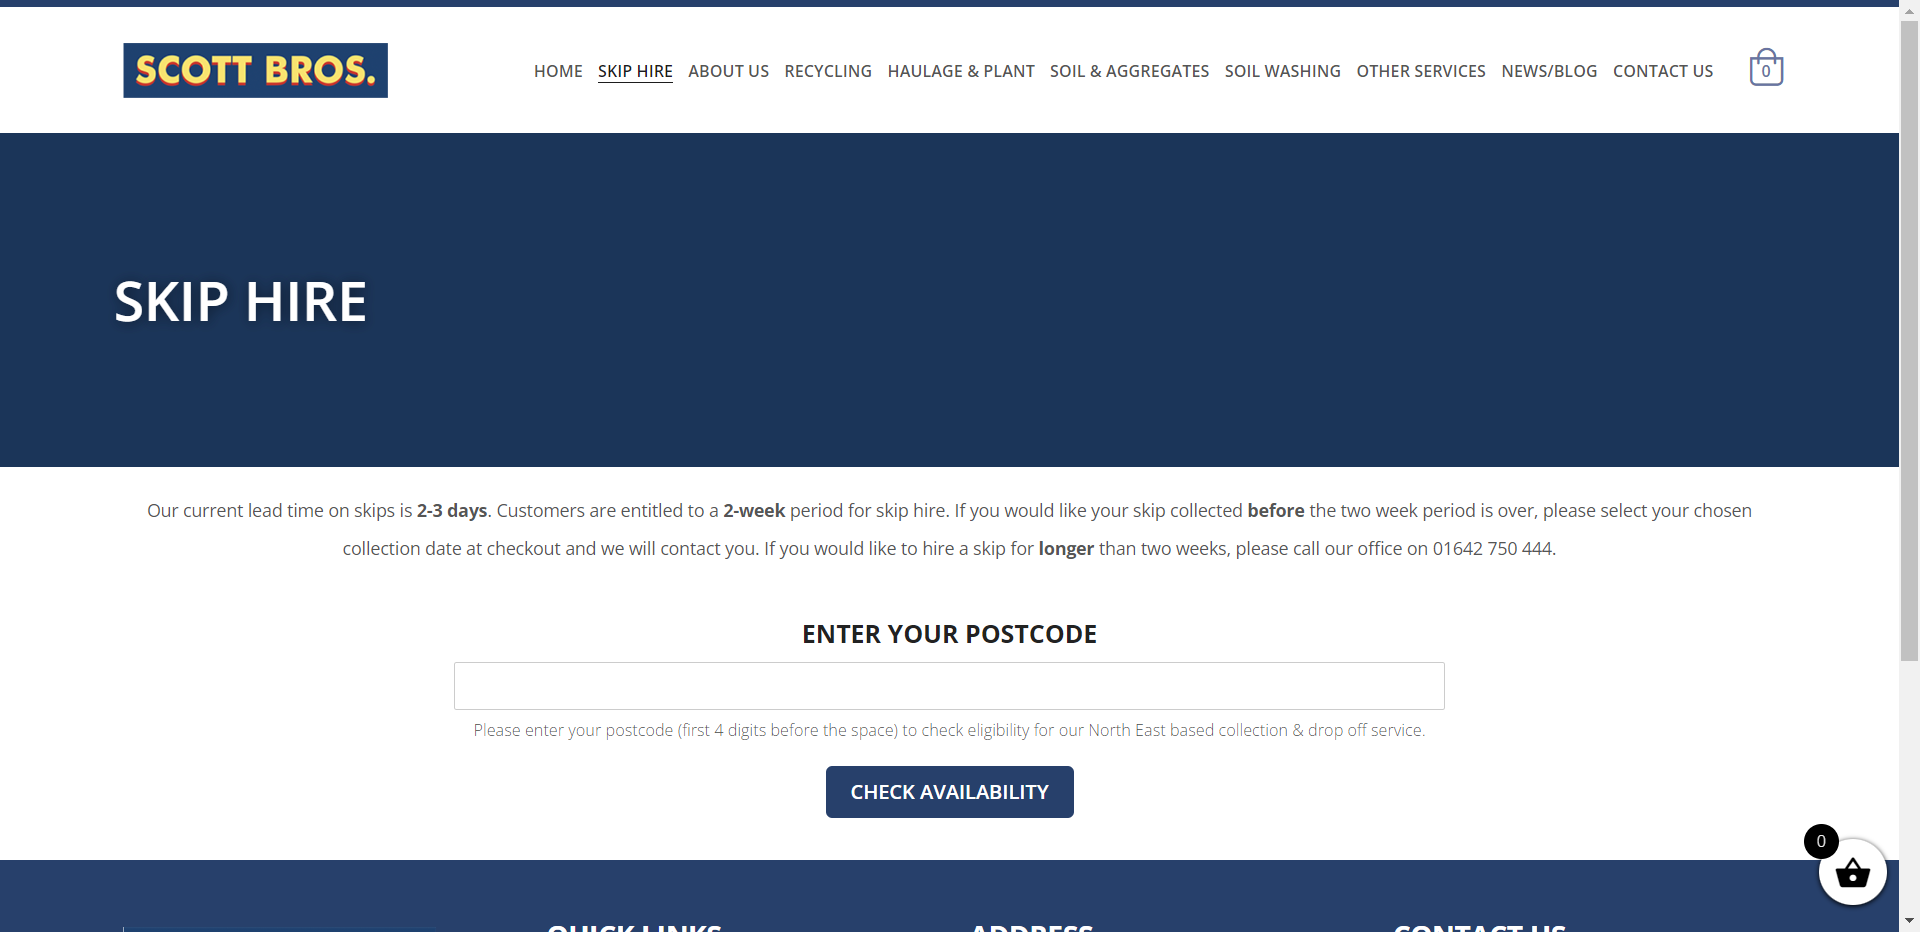 SCOTT BROS.
HOME SKIP HIRE ABOUT US RECYCLING HAULAGE & PLANT SOIL & AGGREGATES SOIL WASHING OTHER SERVICES NEWS/BLOG CONTACT US 0
SKIP HIRE
Our current lead time on skips is 2-3 days. Customers are entitled to a 2-week period for skip hire. If you would like your skip collected before the two week period is over, please select your chosen
collection date at checkout and we will contact you. If you would like to hire a skip for longer than two weeks, please call our office on 01642 750 444.
ENTER YOUR POSTCODE
Please enter your postcode (first 4 digits before the space) to check eligibility for our North East based collection & drop off service.
CHECK AVAILABILITY
0
QUICK LINKS ADDRESS CONTACT US